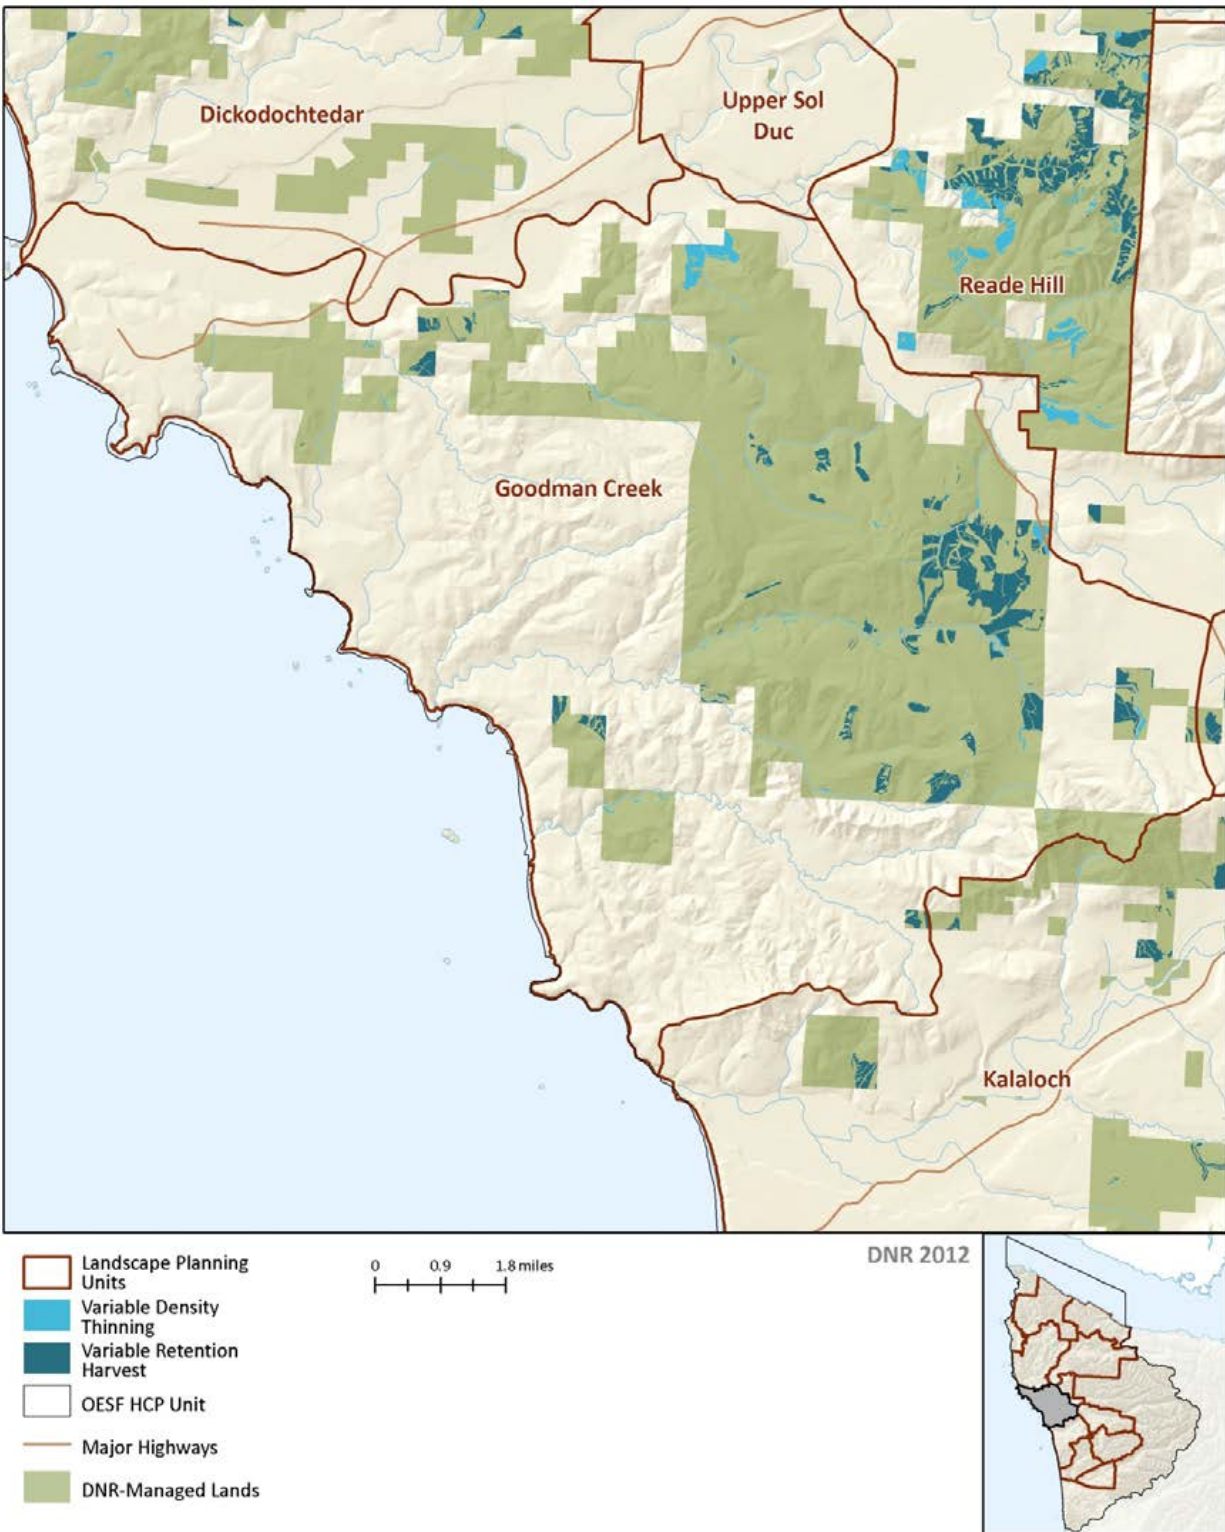 Dickodochtedar
Upper Sol
Duc
Reade Hill
Goodman Creek
Kalaloch
Landscape Planning
Units
Variable Density
Thinning
Variable Retention
Harvest
OESF HCP Unit
Major Highways
DNR-Managed Lands
0 0.9 1.8 miles
DNR 2012